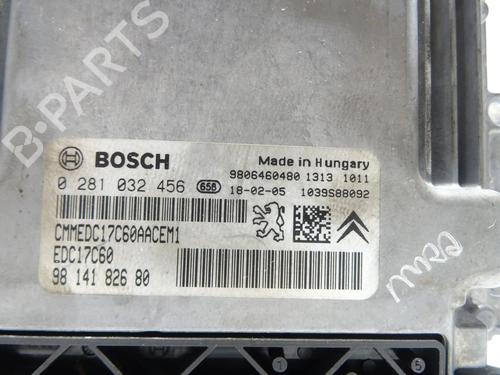 B-PARTS
BOSCH
Made in Hungary
9806460480 1313 1011
0 281 032 456 658 18-02-05 1039S88092
CMMEDC17C60AACEM1
EDC17C60
98 141 826 80